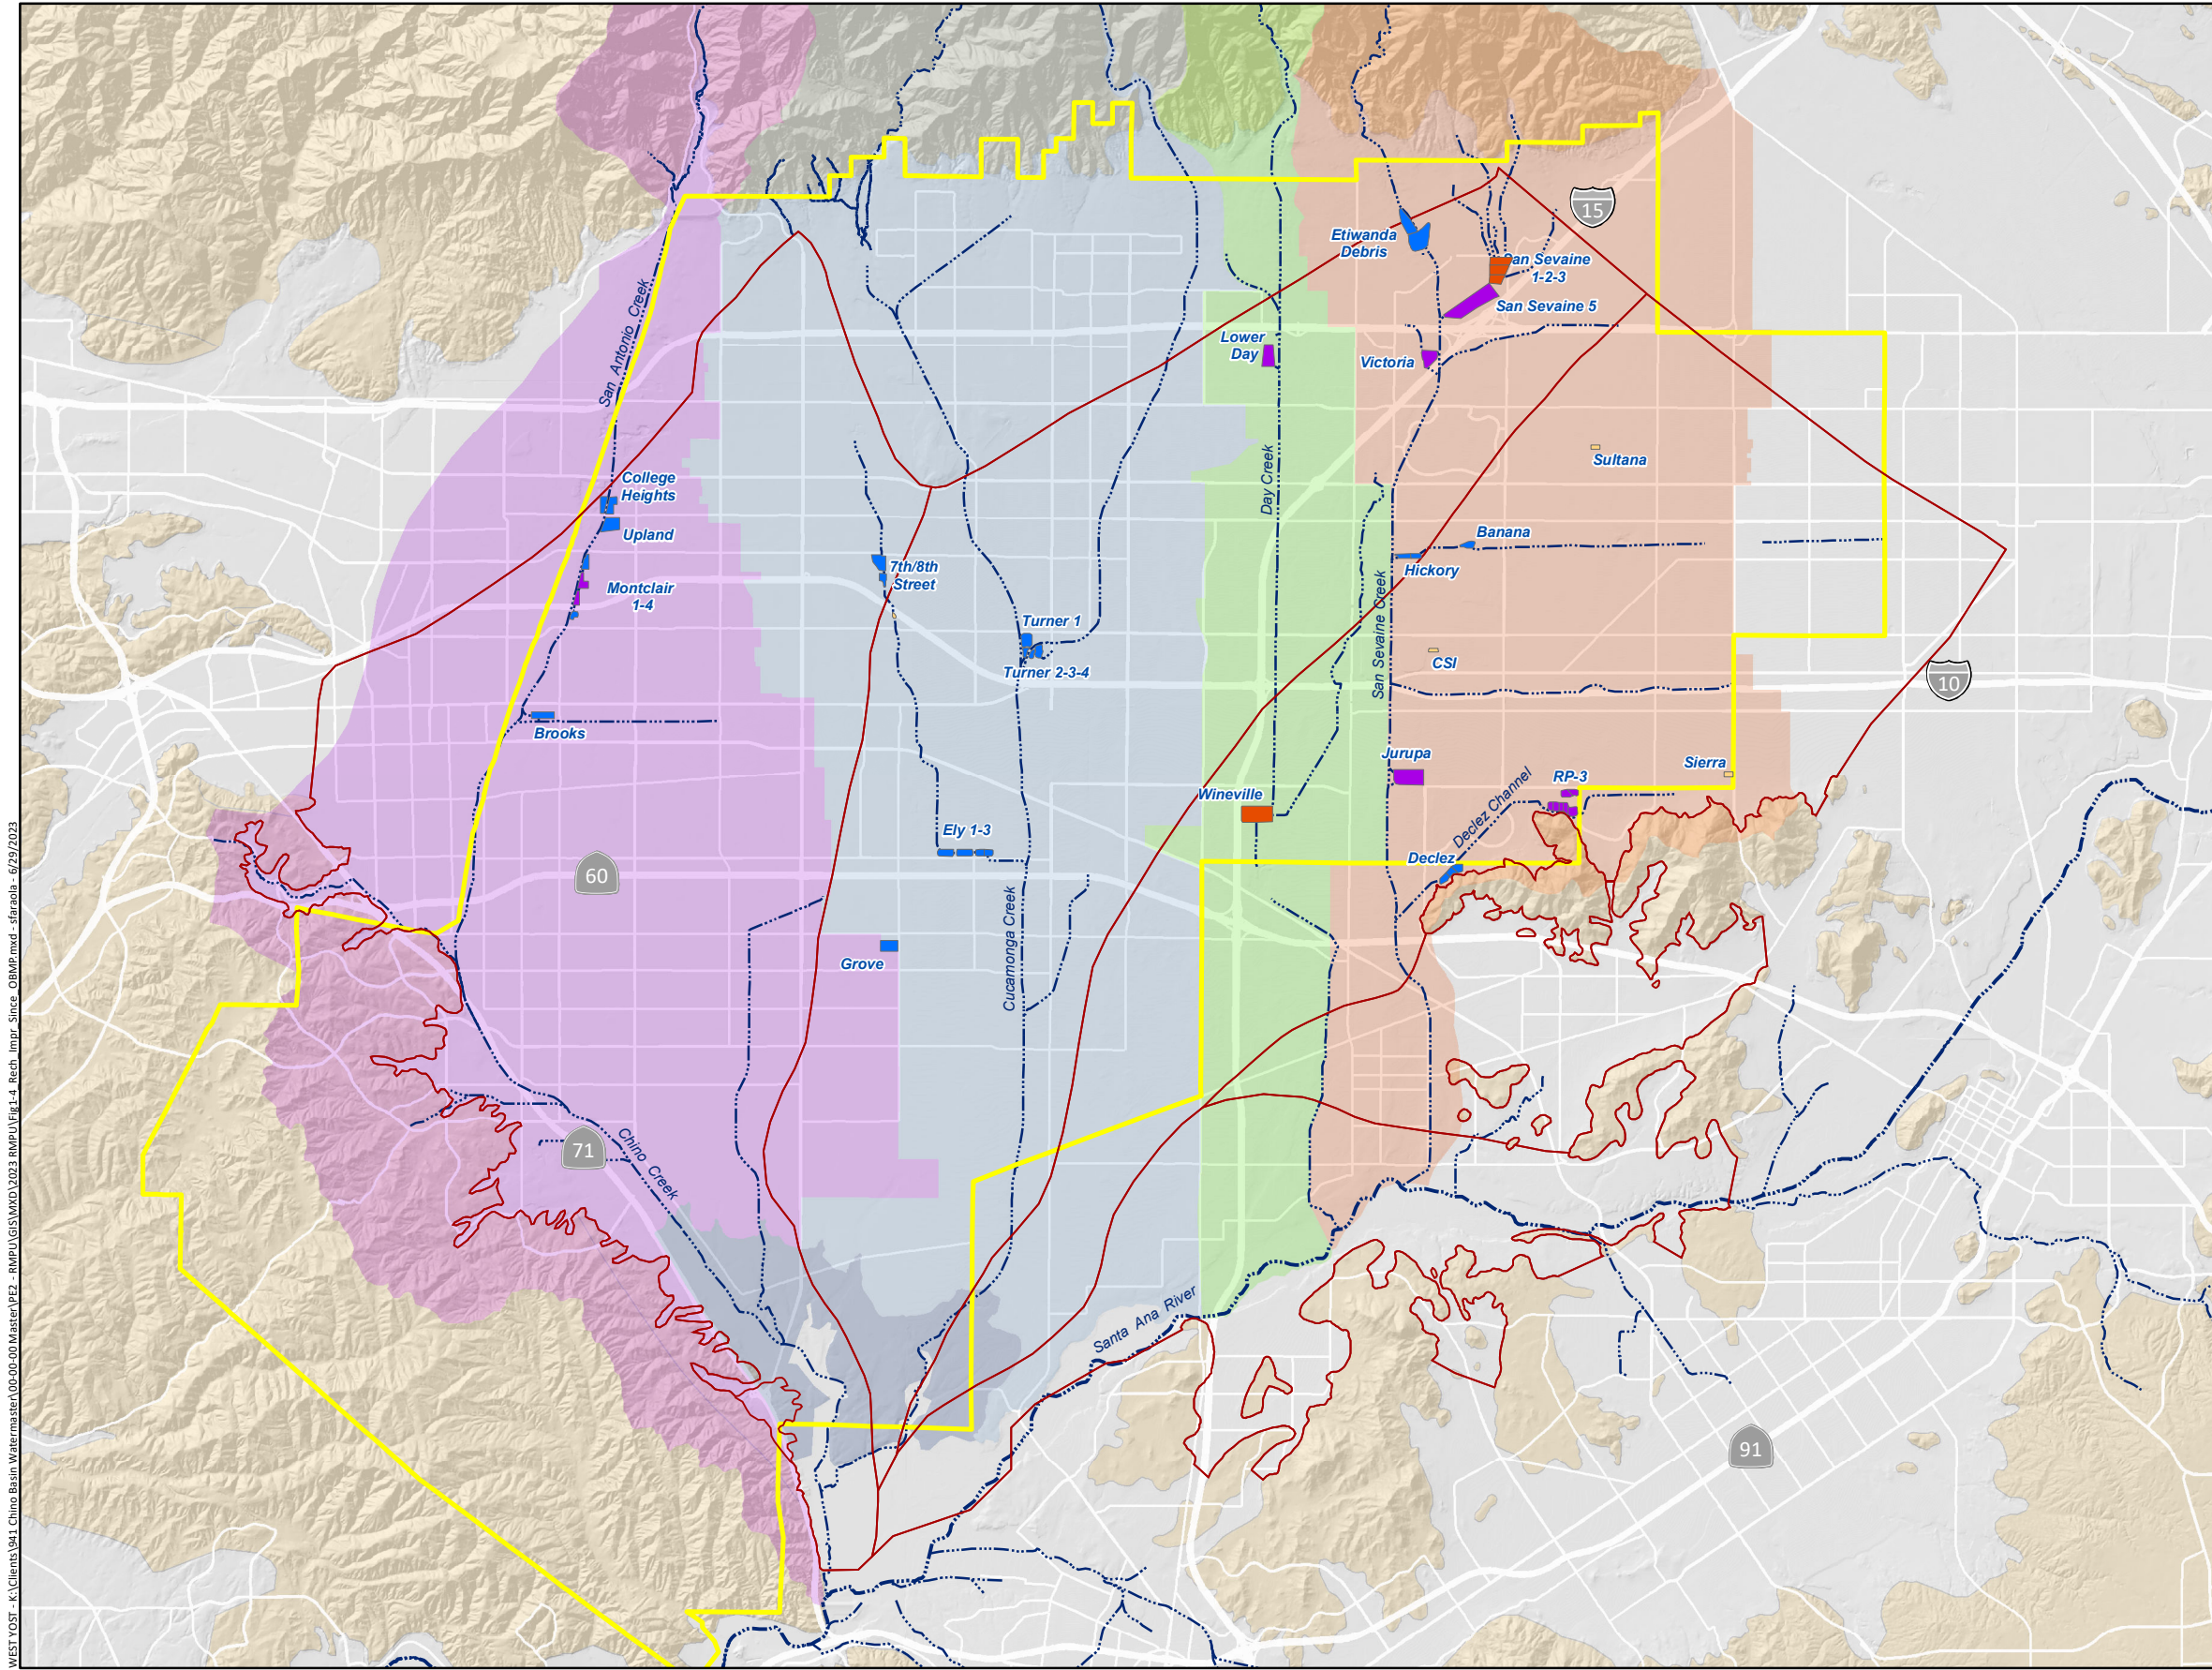 15
Etiwanda
Debris
San Sevaine
1-2-3
San Sevaine 5
San Antonio Creek
Lower
Day
Victoria
Day Creek
Sultana
College
Heights
Upland
Banana
Hickory
7th/8th
Street
Montclair
1-4
Turner 1
Turner 2-3-4
San Sevaine Creek
CSI
10
Brooks
Jurupa
RP-3
Sierra
Wineville
Declez Channel
Ely 1-3
Declez
60
Cucamonga Creek
Grove
71
Chino Creek
Santa Ana River
91
WEST YOST - K:\Clients\941 Chino Basin Watermaster\00-00-00 Master\PE2 - RMPU\GIS\MXD\2023 RMPU\Fig1-4_Rech_Impr_Since_OBMP.mxd - sfaraola - 6/29/2023